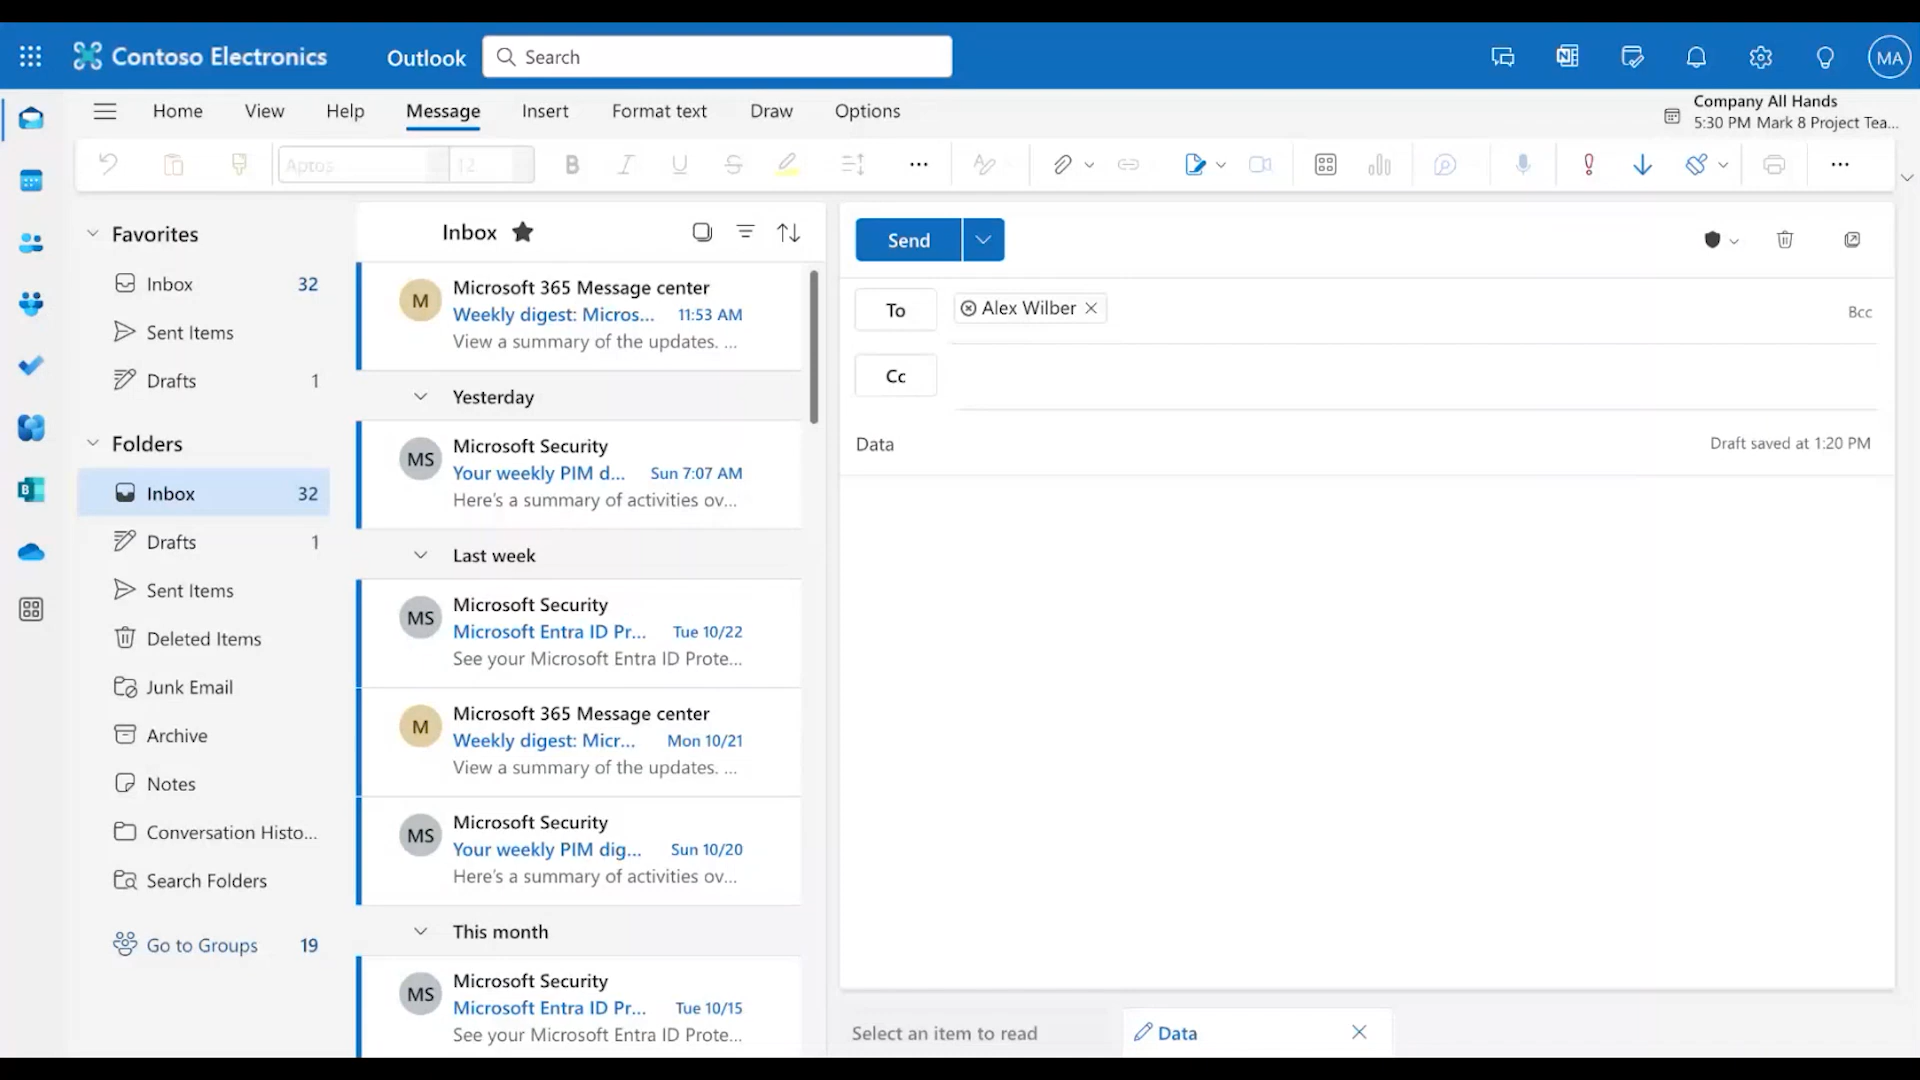 Contoso Electronics
Outlook
Search
MA
Home
View
Help
Message
Insert
Format text
Draw
Options
Company All Hands
5:30 PM Mark 8 Project Tea...
Aptos
12
Favorites
Inbox 32
Sent Items
Drafts 1
Folders
Inbox 32
Drafts 1
Sent Items
Deleted Items
Junk Email
Archive
Notes
Conversation Histo...
Search Folders
Go to Groups 19
Inbox
M
Microsoft 365 Message center
Weekly digest: Micros... 11:53 AM
View a summary of the updates. ...
Yesterday
MS
Microsoft Security
Your weekly PIM d... Sun 7:07 AM
Here's a summary of activities ov...
Last week
MS
Microsoft Security
Microsoft Entra ID Pr... Tue 10/22
See your Microsoft Entra ID Prote...
M
Microsoft 365 Message center
Weekly digest: Micr... Mon 10/21
View a summary of the updates. ...
MS
Microsoft Security
Your weekly PIM dig... Sun 10/20
Here's a summary of activities ov...
This month
MS
Microsoft Security
Microsoft Entra ID Pr... Tue 10/15
See your Microsoft Entra ID Prote...
Send
To
Alex Wilber
Bcc
Cc
Data
Draft saved at 1:20 PM
Select an item to read
Data